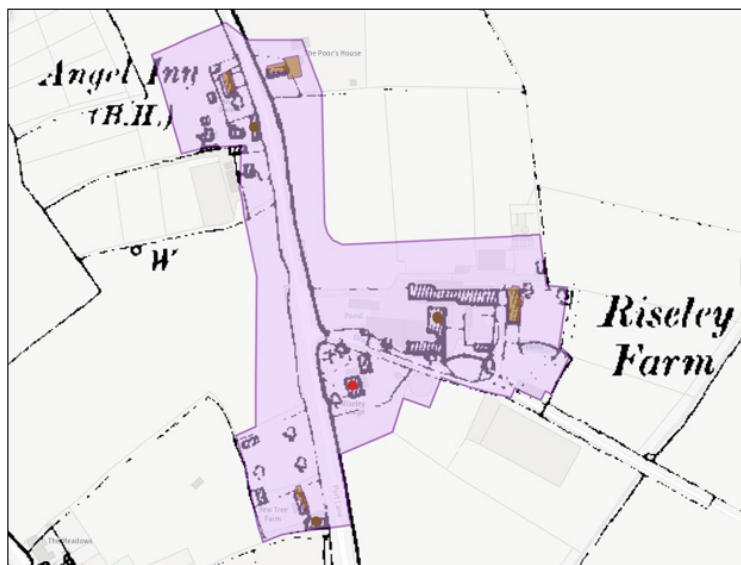 The Poor's House
Angel Inn
(B.H.)
W
Riseley
Farm
Pond
Yew Tree
Farm
The Meadows